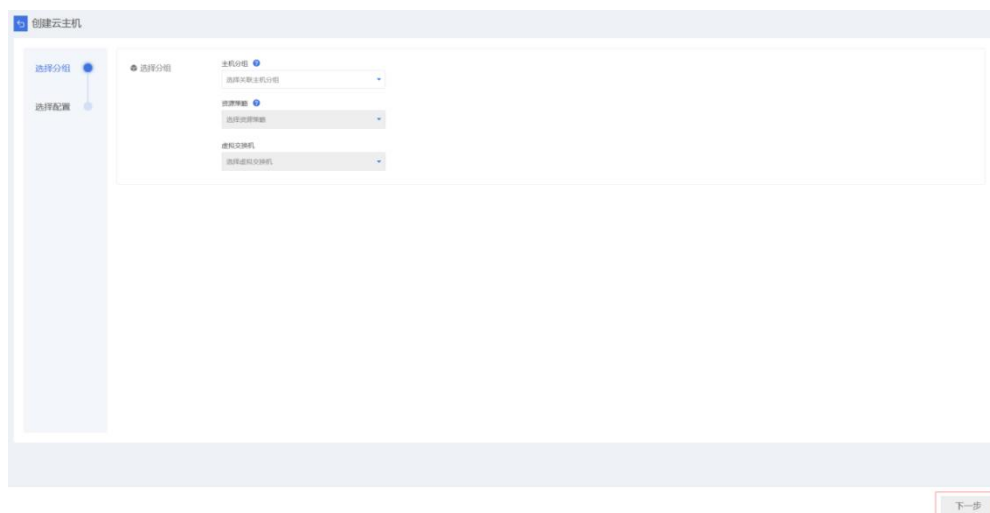 创建云主机
选择分组
选择配置
选择分组
主机分组
选择关联主机分组
资源策略
选择资源策略
虚拟交换机
选择虚拟交换机
下一步